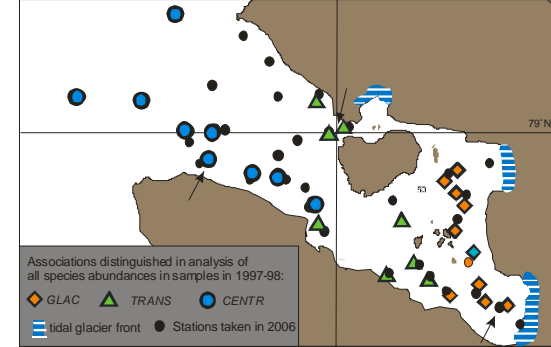 79° N
50
Associations distinguished in analysis of
all species abundances in samples in 1997-98:
GLAC TRANS CENTR
tidal glacier front Stations taken in 2006